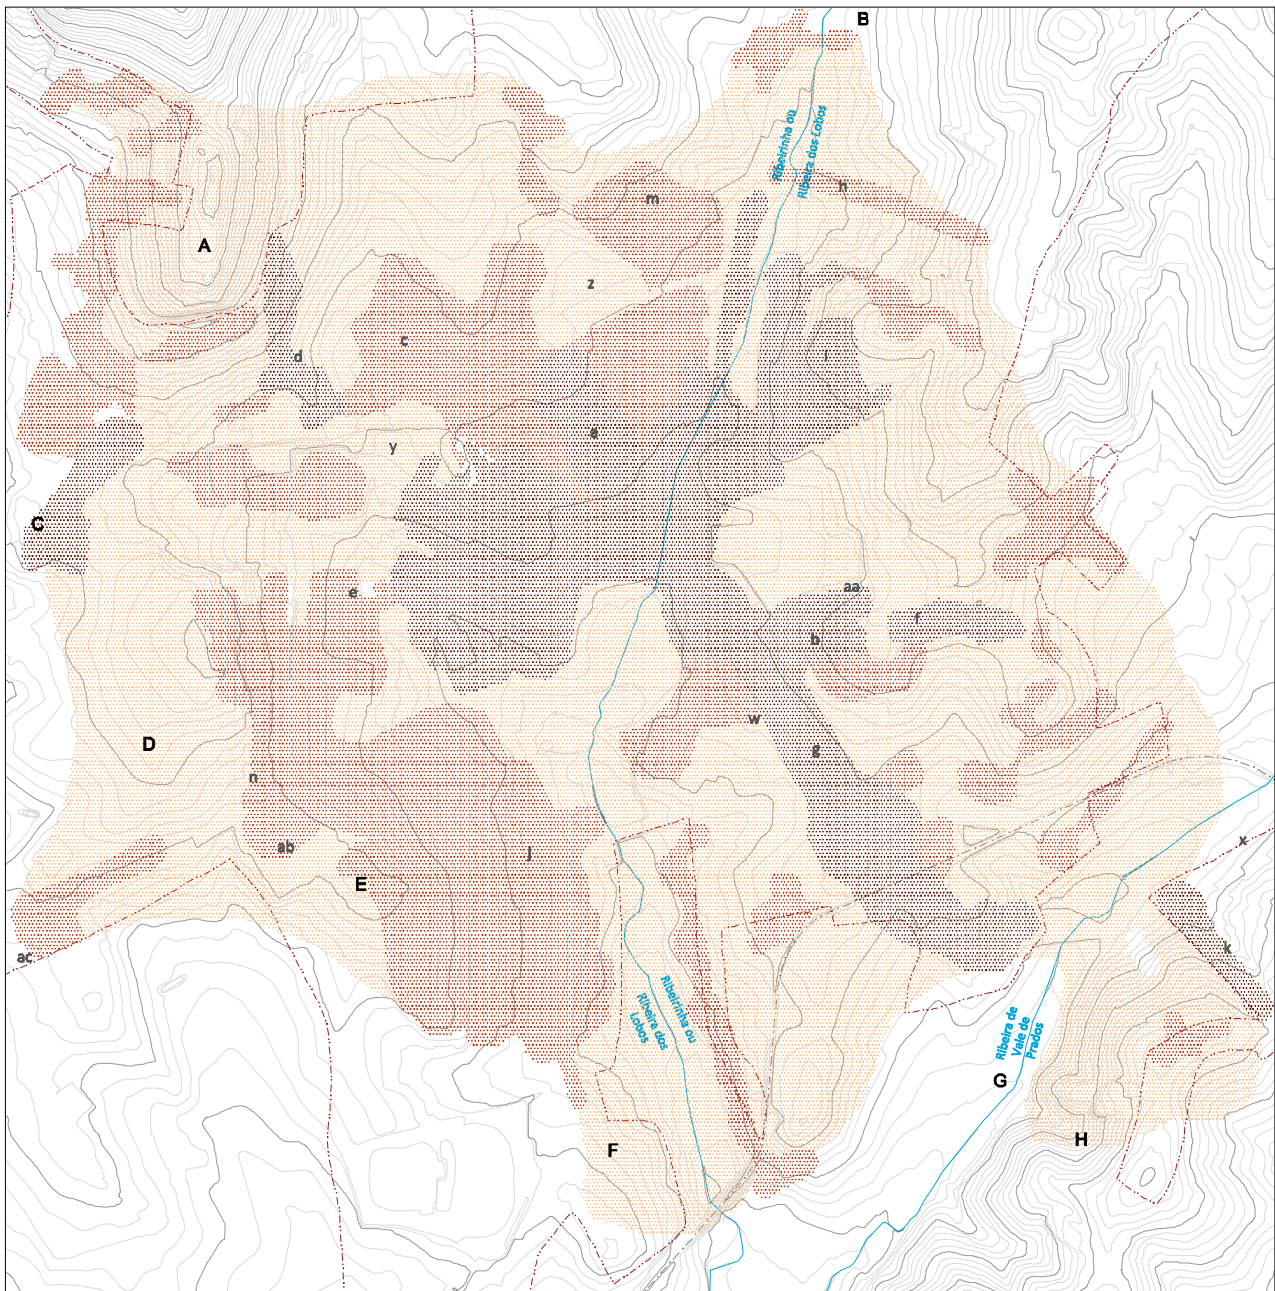 B
Ribeirinha ou
Ribeira dos Lobos
h
m
A
z
c
d
i
a
y
C
aa
e
f
b
w
D
g
n
x
ab
j
E
k
ac
Ribeirinha ou
Ribeira dos
Lobos
Ribeira de
Vale de
Prados
G
H
F